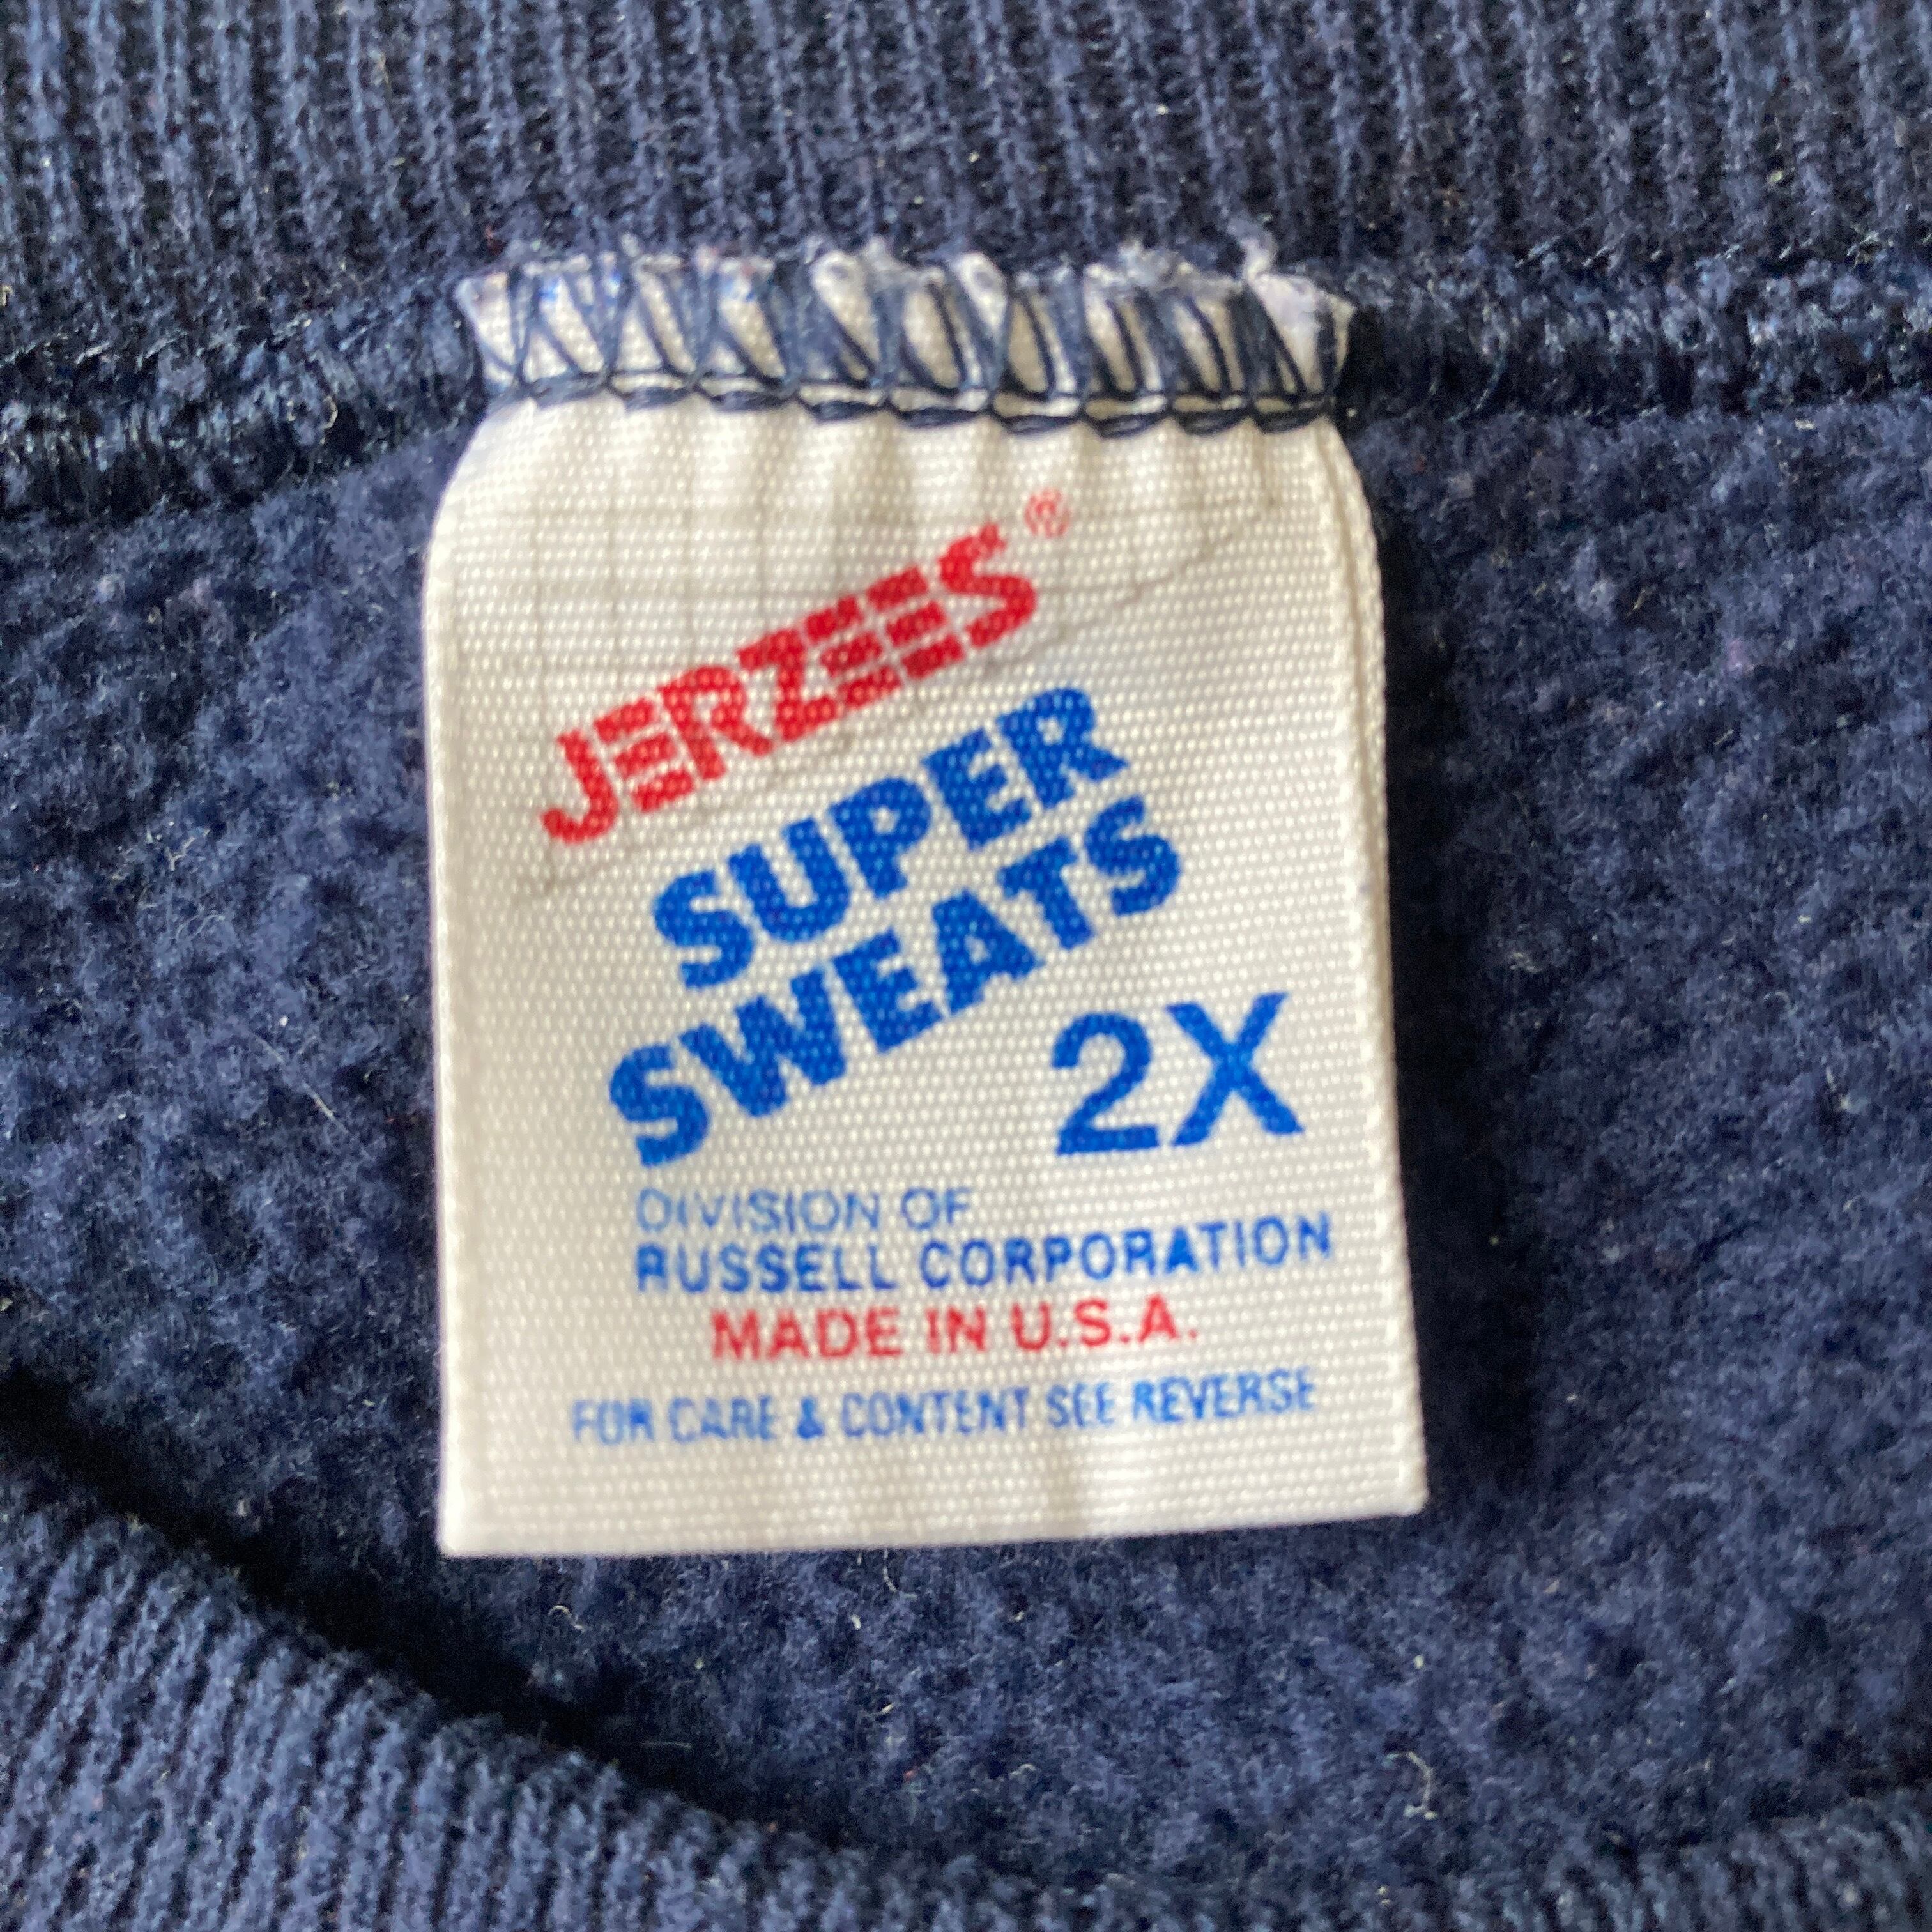 JERZEES®
SUPER
SWEATS
2X
DIVISION OF
RUSSELL CORPORATION
MADE IN U.S.A.
FOR CARE & CONTENT SEE REVERSE